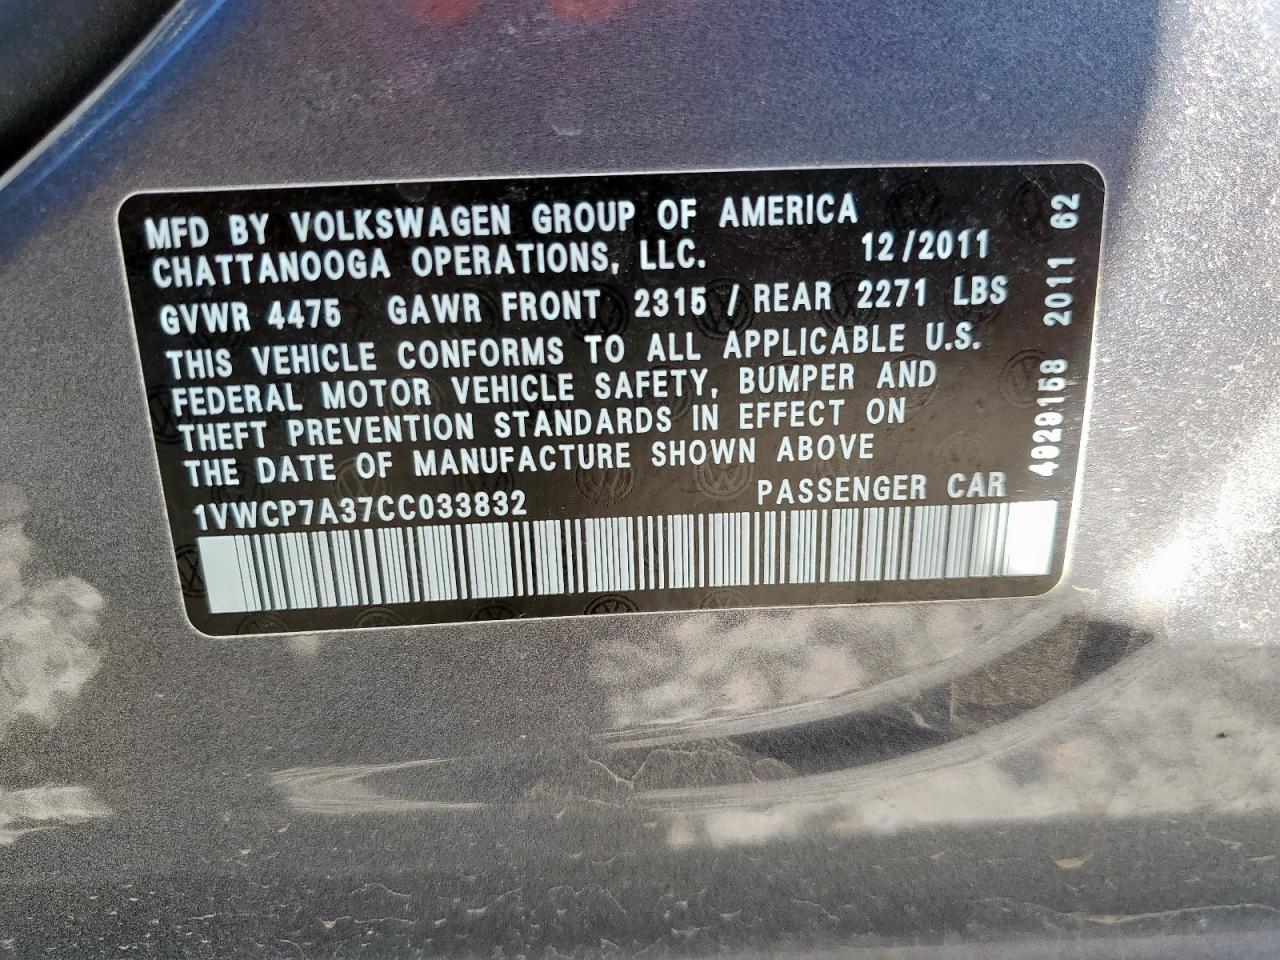 MFD BY VOLKSWAGEN GROUP OF AMERICA
CHATTANOOGA OPERATIONS, LLC. 12/2011
GVWR 4475 GAWR FRONT 2315 / REAR 2271 LBS
THIS VEHICLE CONFORMS TO ALL APPLICABLE U.S.
FEDERAL MOTOR VEHICLE SAFETY, BUMPER AND
THEFT PREVENTION STANDARDS IN EFFECT ON
THE DATE OF MANUFACTURE SHOWN ABOVE
1VWCP7A37CC033832 PASSENGER CAR
4029158 2011 62